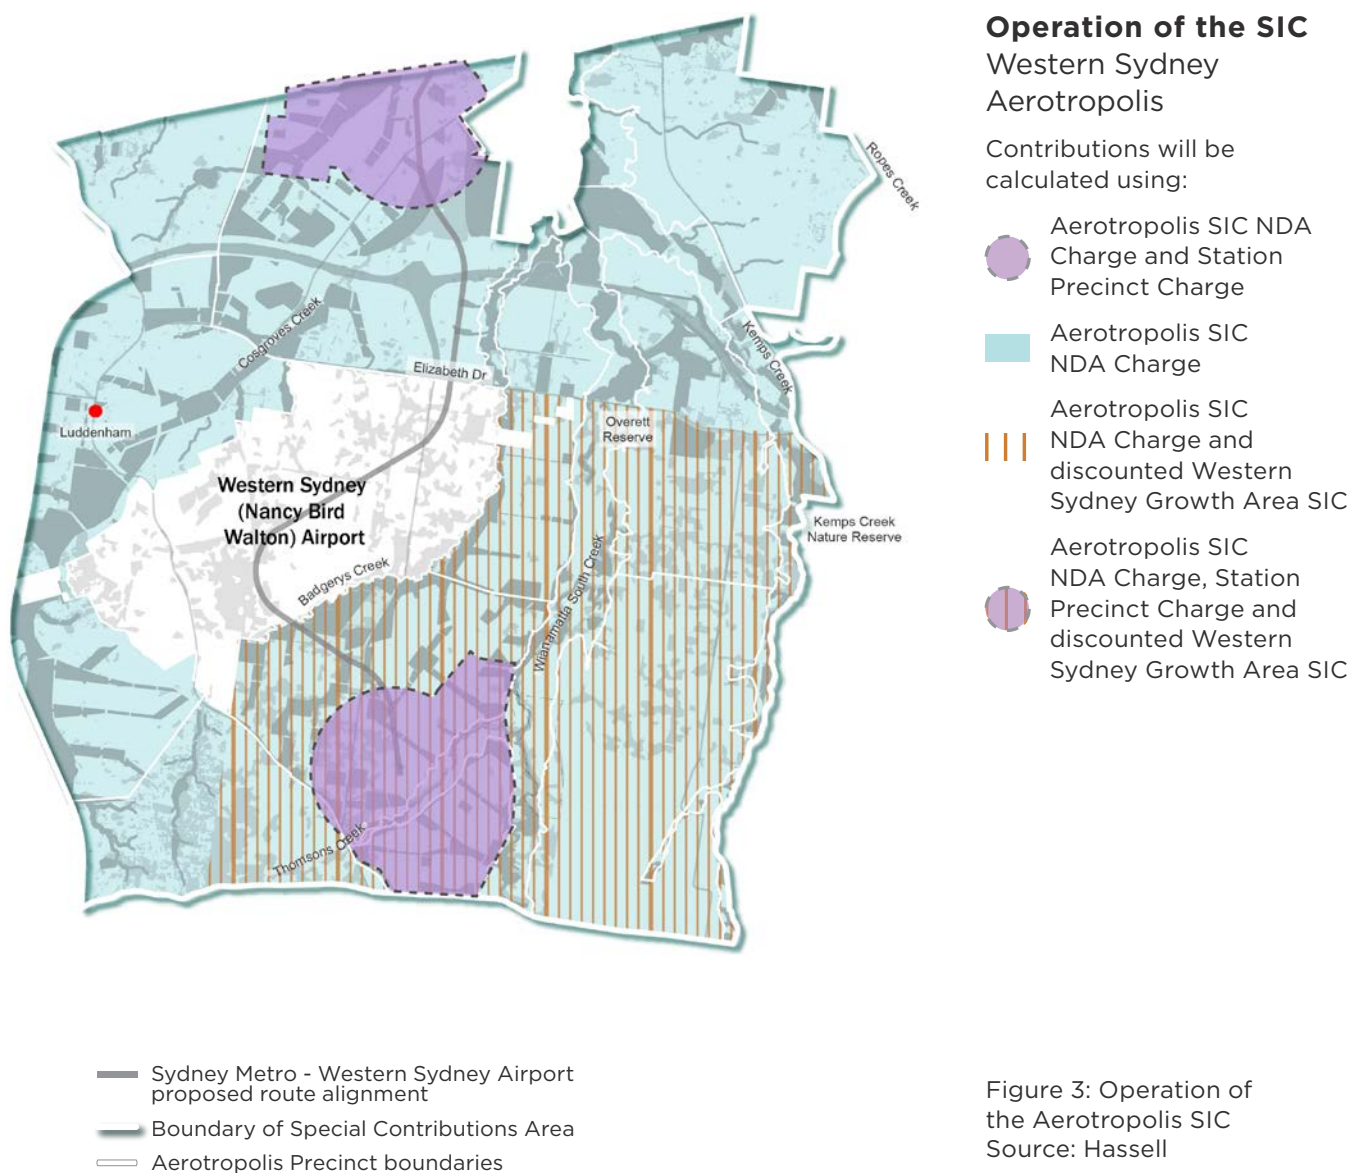 Operation of the SIC
Western Sydney
Aerotropolis
Contributions will be
calculated using:
Aerotropolis SIC NDA
Charge and Station
Precinct Charge
Aerotropolis SIC
NDA Charge
Aerotropolis SIC
NDA Charge and
discounted Western
Sydney Growth Area SIC
Aerotropolis SIC
NDA Charge, Station
Precinct Charge and
discounted Western
Sydney Growth Area SIC
Ropes Creek
Kemps Creek
Cosgroves Creek
Elizabeth Dr
Luddenham
Overett
Reserve
Western Sydney
(Nancy Bird
Walton) Airport
Kemps Creek
Nature Reserve
Badgerys Creek
Wianamatta South Creek
Thomsons Creek
Sydney Metro - Western Sydney Airport
proposed route alignment
Boundary of Special Contributions Area
Aerotropolis Precinct boundaries
Figure 3: Operation of
the Aerotropolis SIC
Source: Hassell